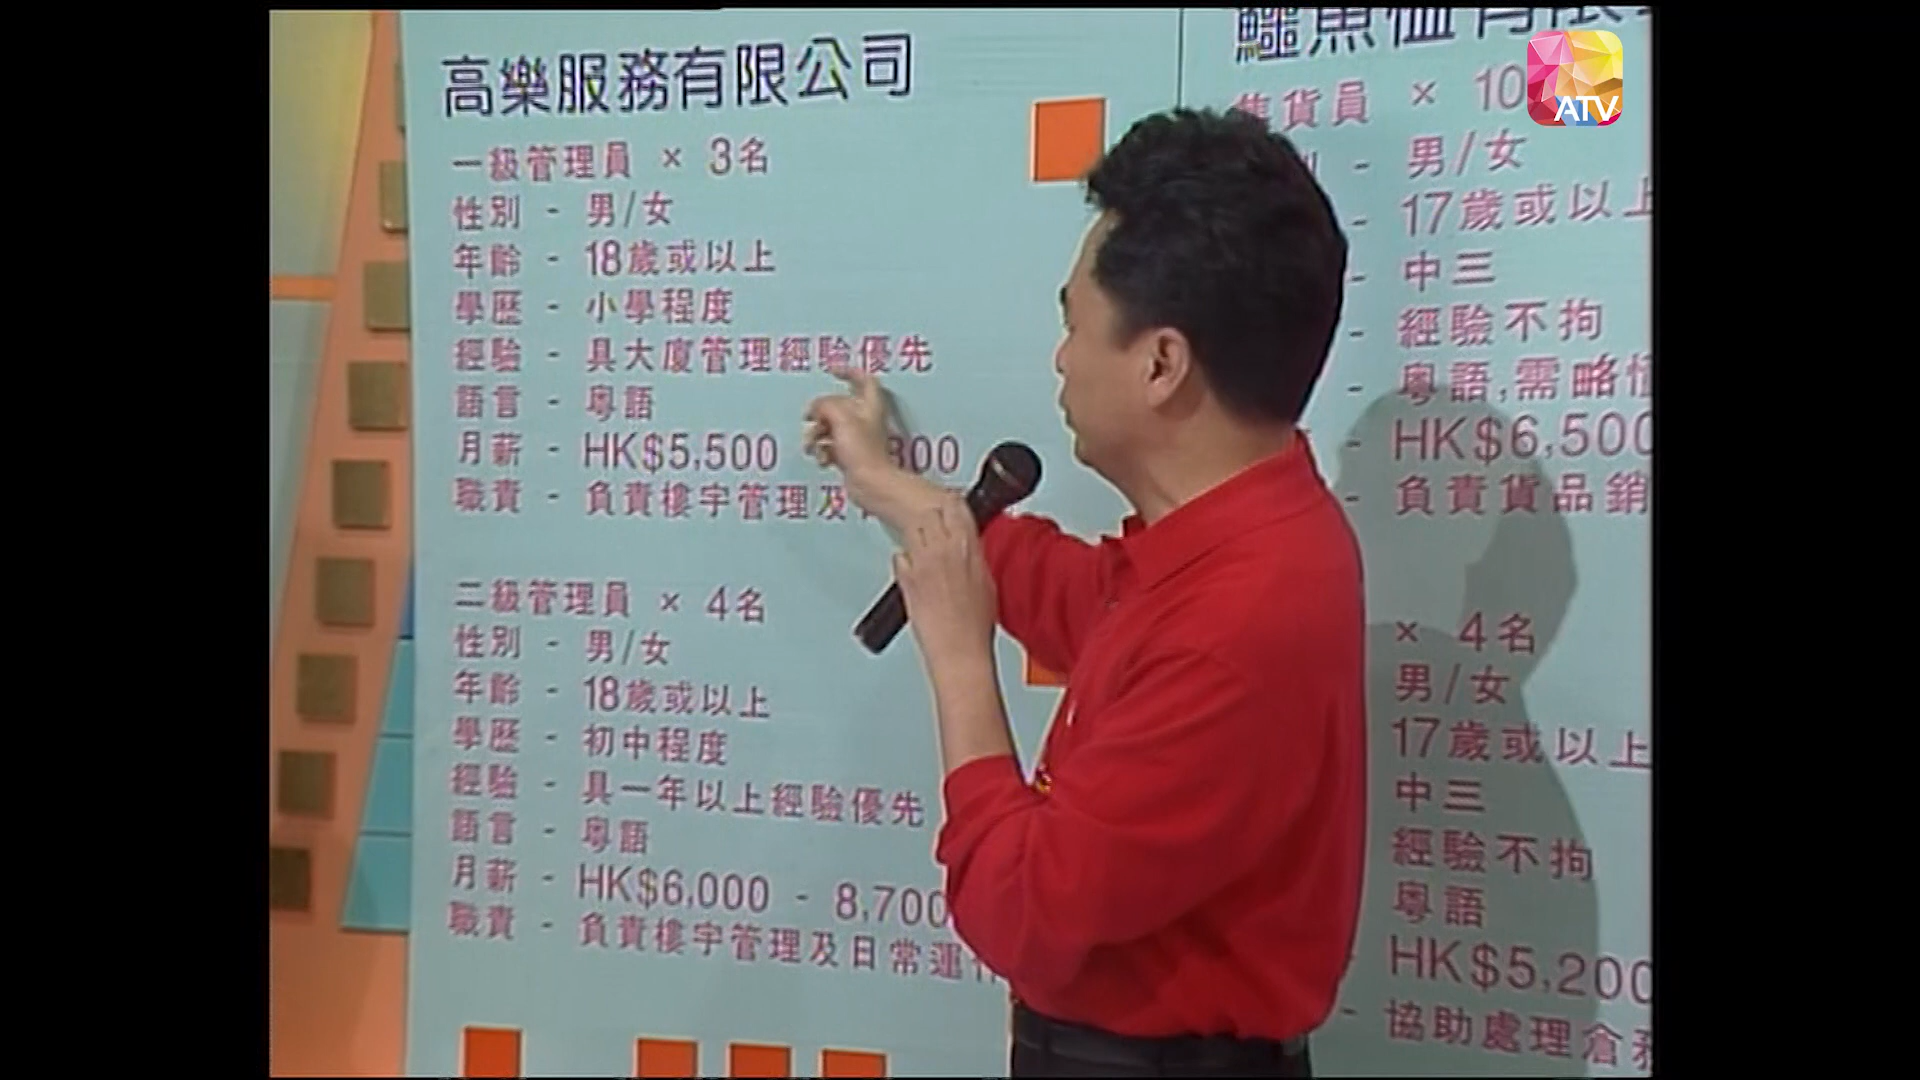 高樂服務有限公司
一級管理員 × 3名
性別 - 男/女
年齡 - 18歲或以上
學歷 - 小學程度
經驗 - 具大廈管理經驗優先
語言 - 粵語
月薪 - HK$5,500 800
職責 - 負責樓宇管理及
二級管理員 × 4名
性別 - 男/女
年齡 - 18歲或以上
學歷 - 初中程度
經驗 - 具一年以上經驗優先
語言 - 粵語
月薪 - HK$6,000 - 8,700
職責 - 負責樓宇管理及日常運
鱷魚恤有限
售貨員 × 10
- 男/女
- 17歲或以上
- 中三
- 經驗不拘
- 粵語,需略
- HK$6,500
- 負責貨品銷
× 4名
男/女
17歲或以上
中三
經驗不拘
粵語
HK$5,200
- 協助處理倉
ATV